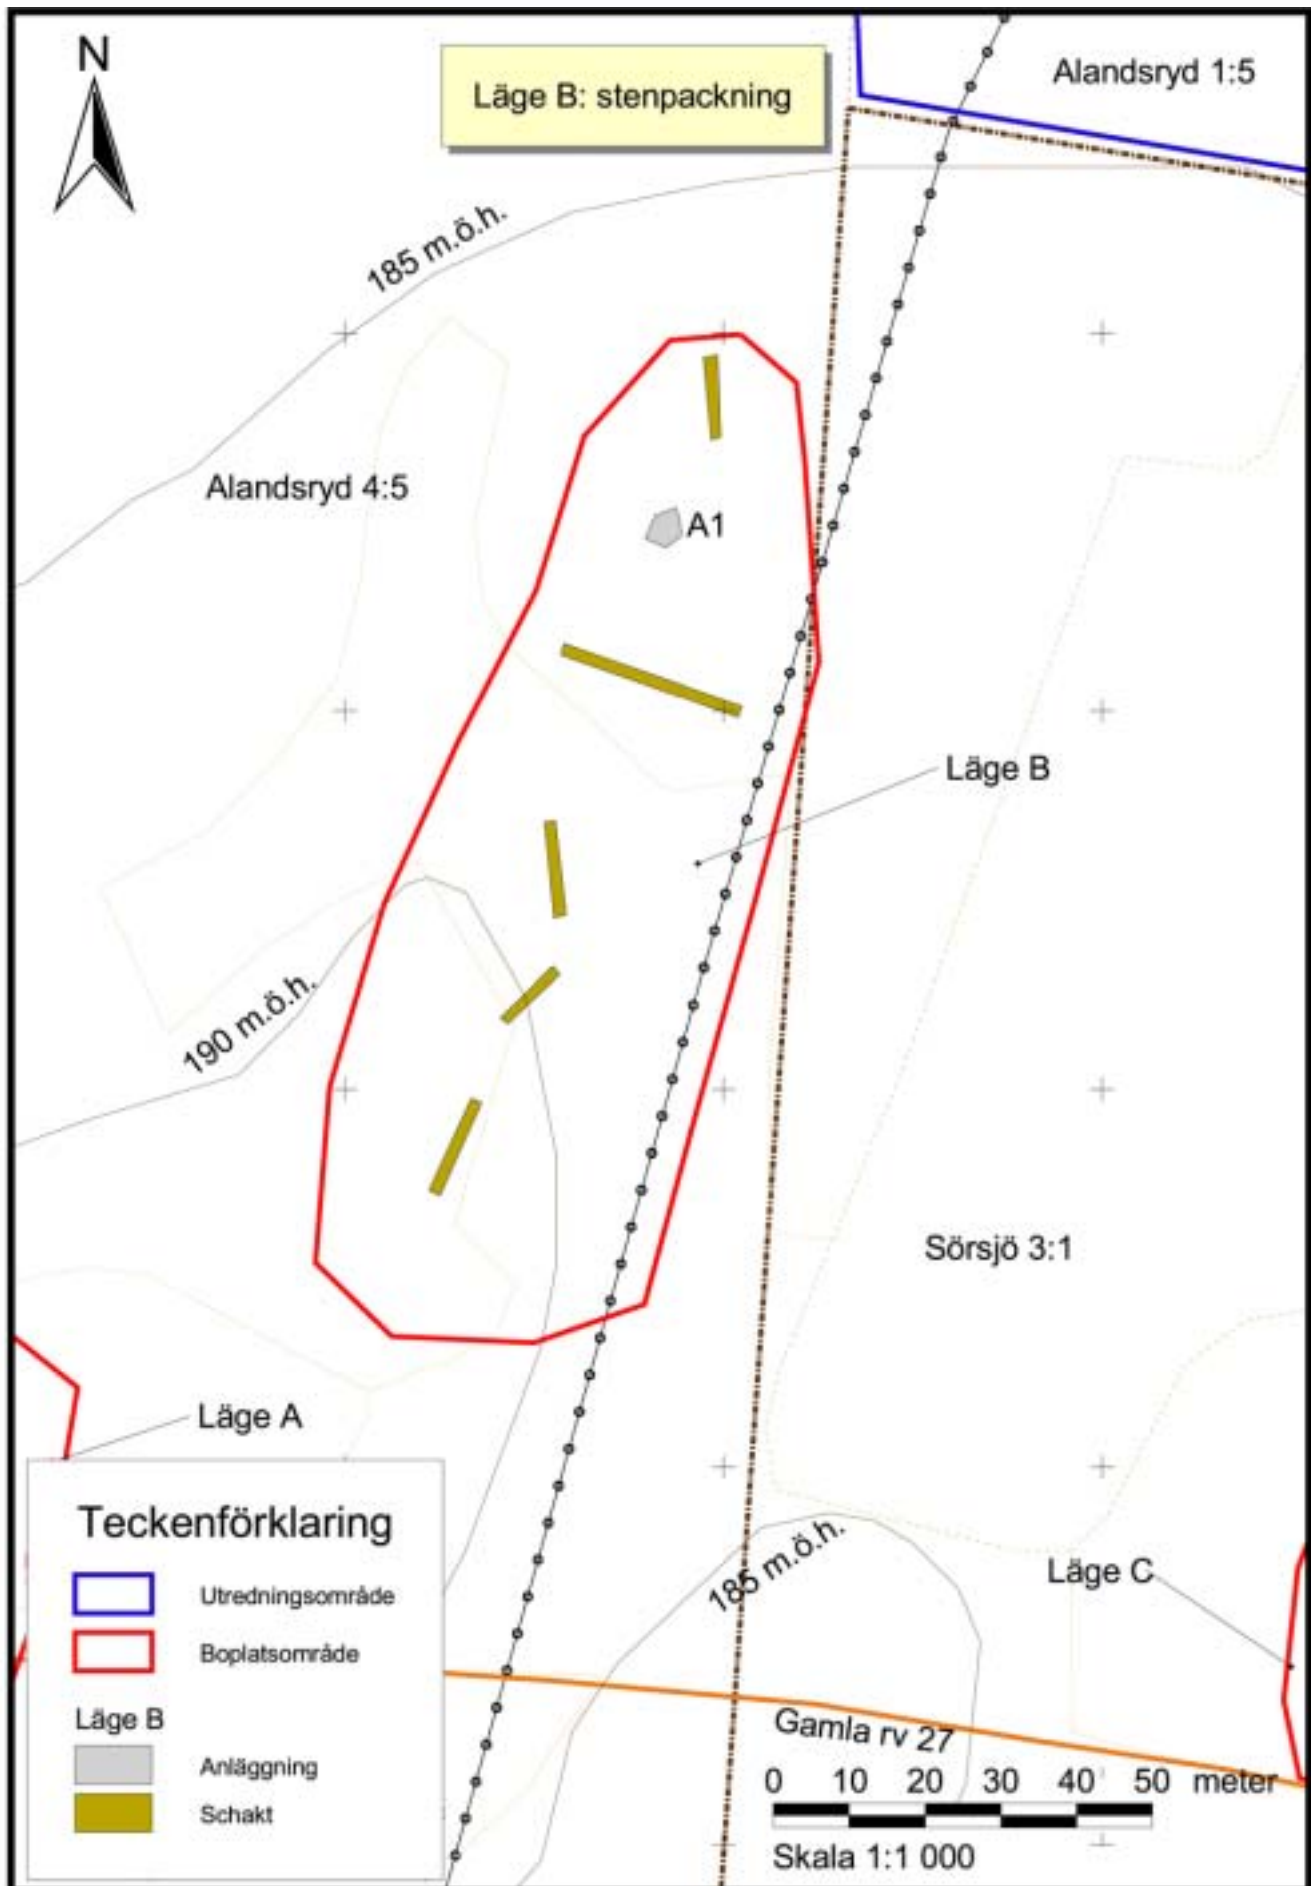 N
Läge B: stenpackning
Alandsryd 1:5
185 m.ö.h.
Alandsryd 4:5
A1
Läge B
190 m.ö.h.
Sörsjö 3:1
Läge A
185 m.ö.h.
Läge C
Gamla rv 27
Teckenförklaring
Utredningsområde
Boplatsområde
Läge B
Anläggning
Schakt
0 10 20 30 40 50 meter
Skala 1:1 000